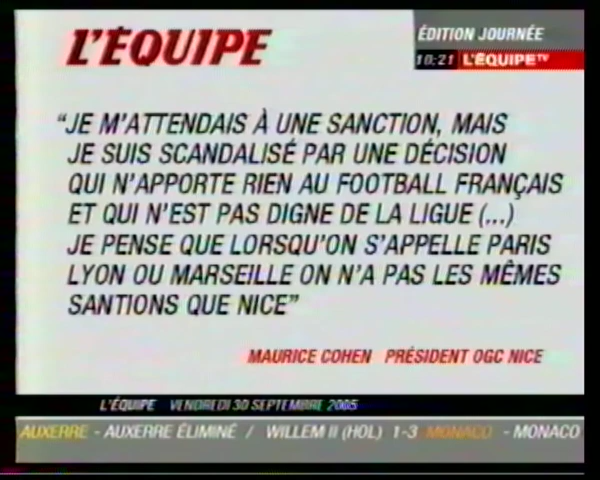 L'ÉQUIPE
ÉDITION JOURNÉE
10:21 L'ÉQUIPE TV
"JE M'ATTENDAIS À UNE SANCTION, MAIS
JE SUIS SCANDALISÉ PAR UNE DÉCISION
QUI N'APPORTE RIEN AU FOOTBALL FRANÇAIS
ET QUI N'EST PAS DIGNE DE LA LIGUE (...)
JE PENSE QUE LORSQU'ON S'APPELLE PARIS
LYON OU MARSEILLE ON N'A PAS LES MÊMES
SANTIONS QUE NICE"
MAURICE COHEN PRÉSIDENT OGC NICE
L'ÉQUIPE VENDREDI 30 SEPTEMBRE 2005
AUXERRE - AUXERRE ÉLIMINÉ / WILLEM II (HOL) 1-3 MONACO - MONACO